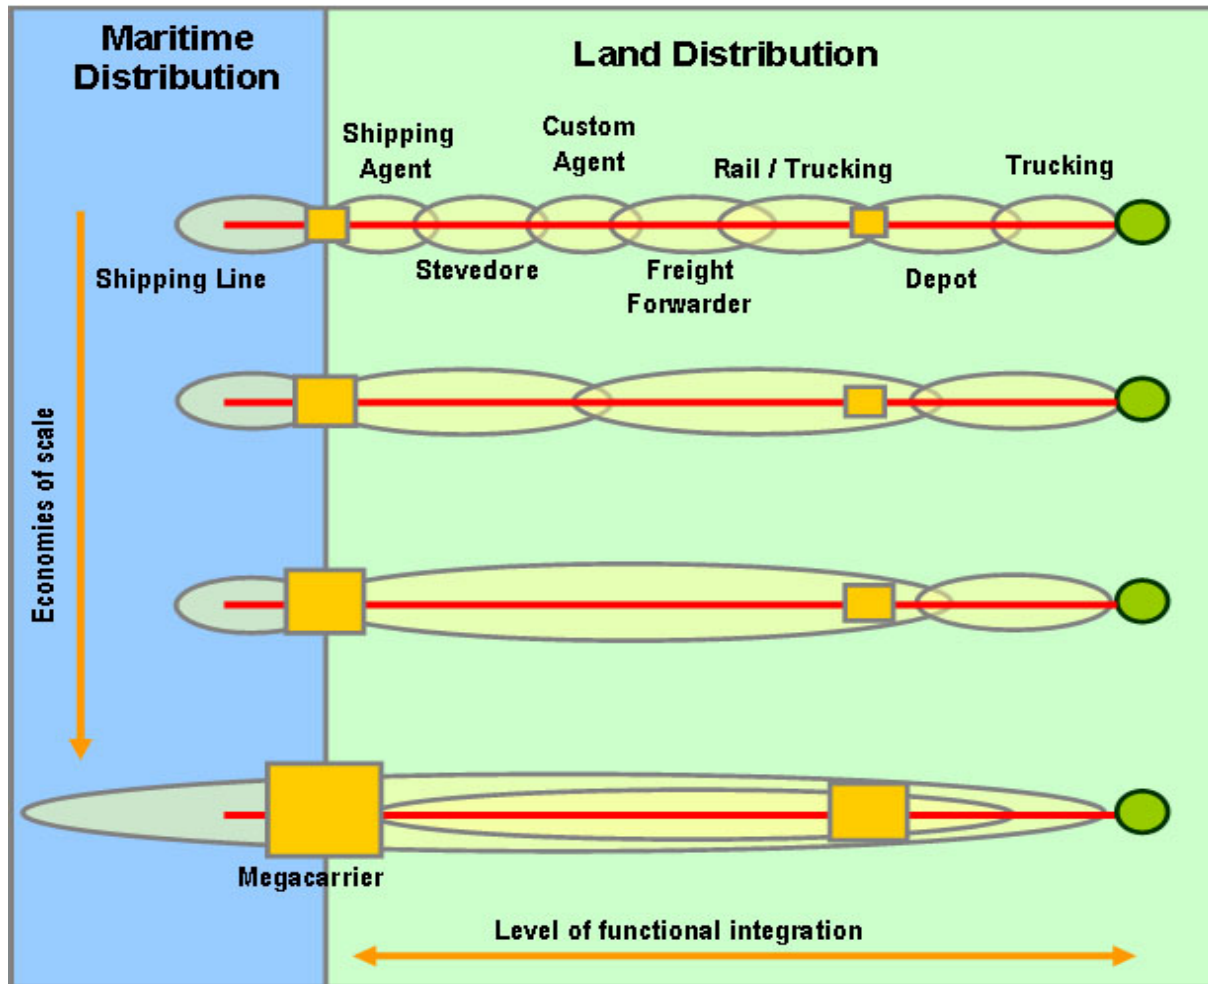 Maritime
Distribution
Land Distribution
Shipping
Agent
Custom
Agent
Rail / Trucking
Trucking
Shipping Line
Stevedore
Freight
Forwarder
Depot
Economies of scale
Megacarrier
Level of functional integration